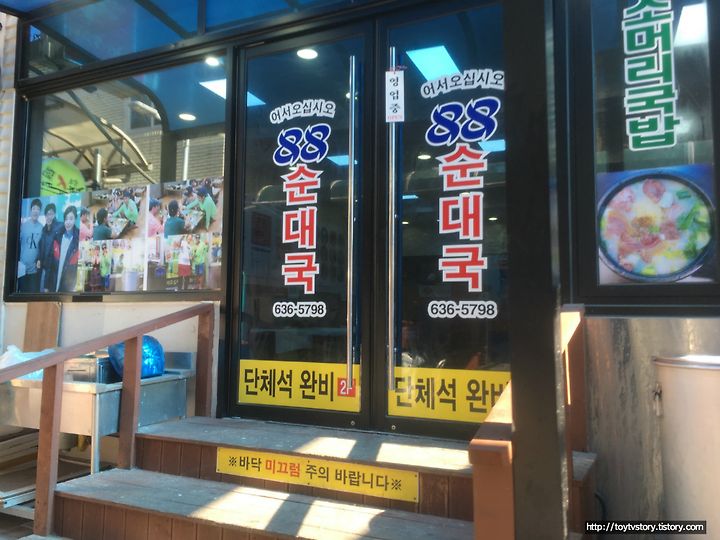 어서오십시오
88
순대국
636-5798
단체석 완비 2F
영업중
어서오십시오
88
순대국
636-5798
단체석 완비
소머리국밥
※바닥 미끄럼 주의 바랍니다※
http://toytvstory.tistory.com